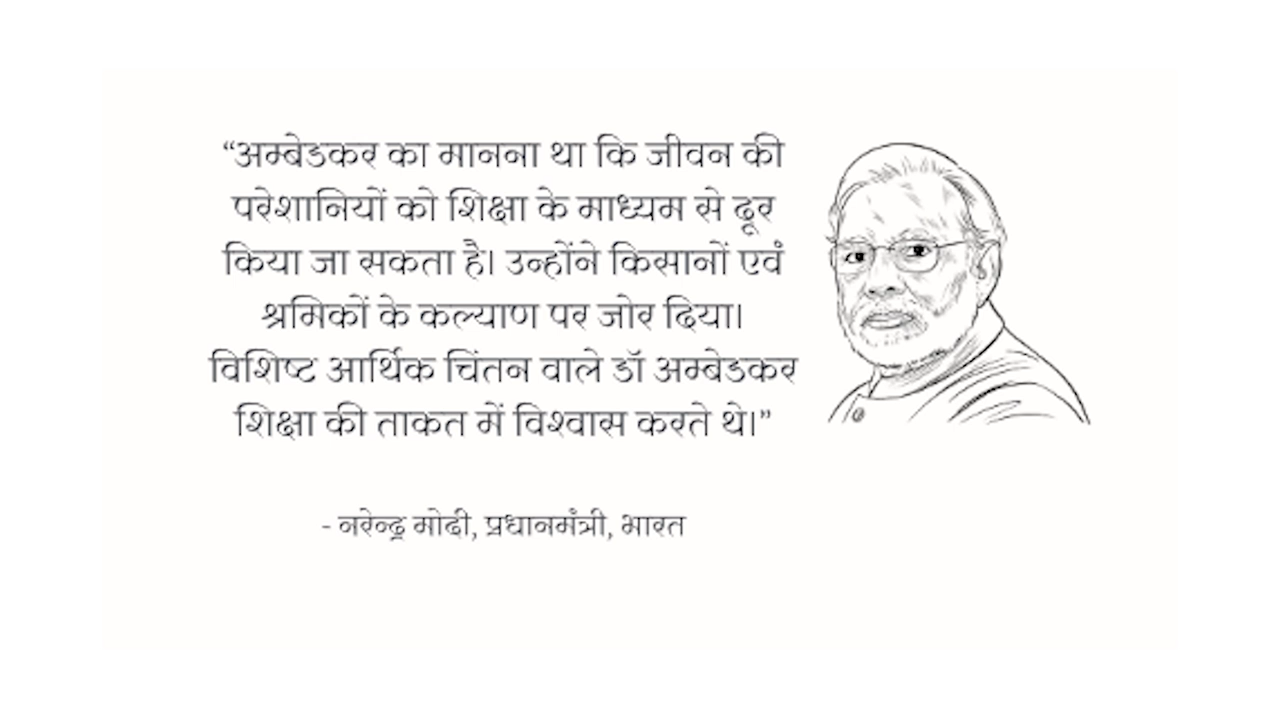 “अम्बेडकर का मानना था कि जीवन की
परेशानियों को शिक्षा के माध्यम से दूर
किया जा सकता है। उन्होंने किसानों एवं
श्रमिकों के कल्याण पर जोर दिया।
विशिष्ट आर्थिक चिंतन वाले डॉ अम्बेडकर
शिक्षा की ताकत में विश्वास करते थे।”
- नरेन्द्र मोदी, प्रधानमंत्री, भारत